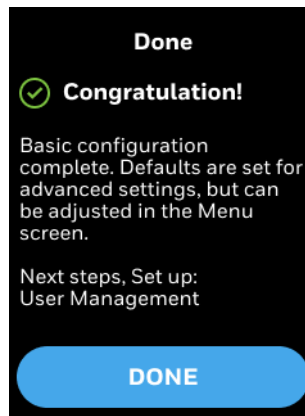 Done
Congratulation!
Basic configuration
complete. Defaults are set for
advanced settings, but can
be adjusted in the Menu
screen.
Next steps, Set up:
User Management
DONE